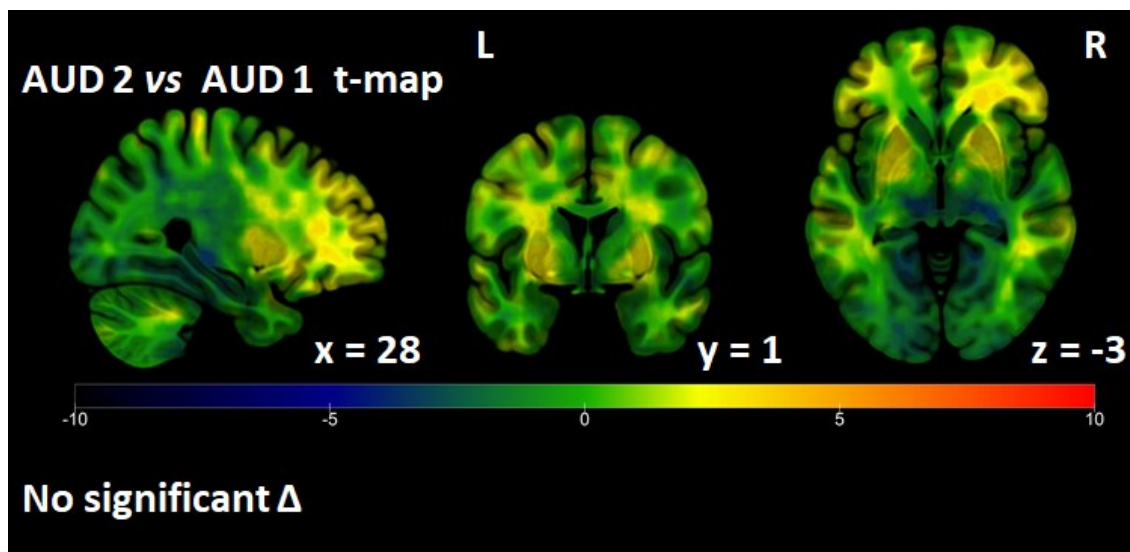 L
R
AUD 2 vs AUD 1 t-map
x = 28
y = 1
z = -3
-10
-5
0
5
10
No significant Δ